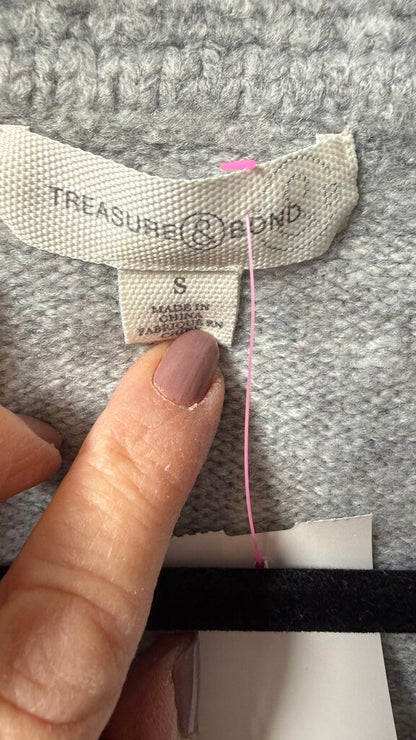 TREASURE & BOND
S
MADE IN
CHINA
FABRIQUÉ EN